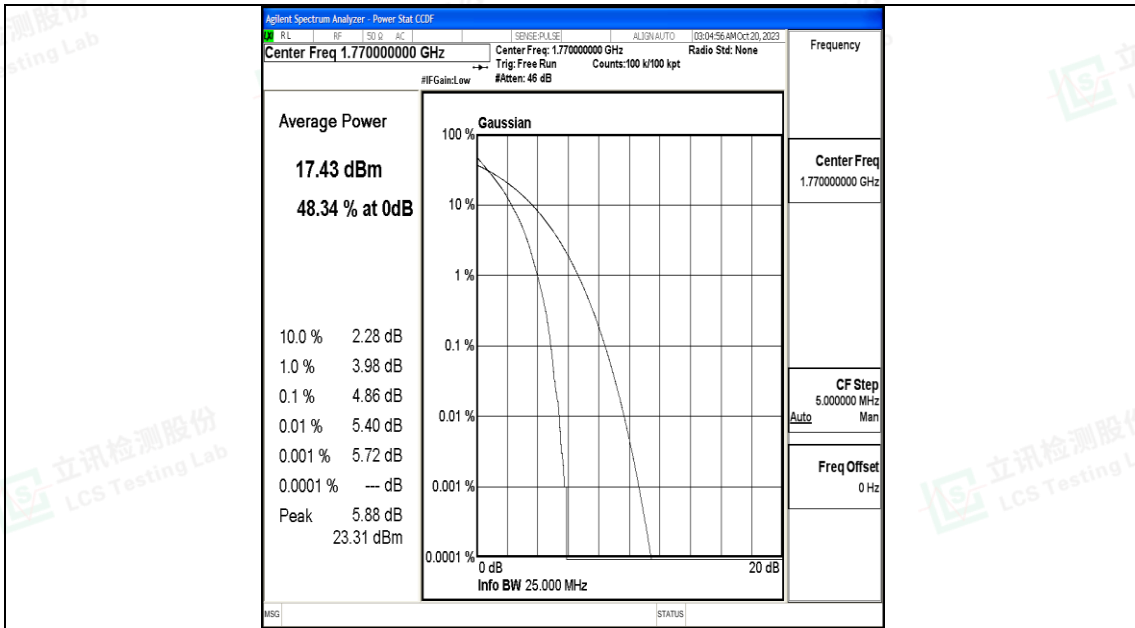 Agilent Spectrum Analyzer - Power Stat CCDF
RL RF 50 Ω AC SENSE:PULSE ALIGN AUTO 03:04:56 AM Oct 20, 2023
Center Freq 1.770000000 GHz
Center Freq: 1.770000000 GHz Radio Std: None
Trig: Free Run Counts:100 k/100 kpt
#IFGain:Low #Atten: 46 dB
Frequency
Average Power
17.43 dBm
48.34 % at 0dB
10.0 % 2.28 dB
1.0 % 3.98 dB
0.1 % 4.86 dB
0.01 % 5.40 dB
0.001 % 5.72 dB
0.0001 % --- dB
Peak 5.88 dB
23.31 dBm
Gaussian
100 %
10 %
1 %
0.1 %
0.01 %
0.001 %
0.0001 %
0 dB 20 dB
Info BW 25.000 MHz
Center Freq
1.770000000 GHz
CF Step
5.000000 MHz
Auto Man
Freq Offset
0 Hz
MSG STATUS
立讯检测股份
LCS Testing Lab